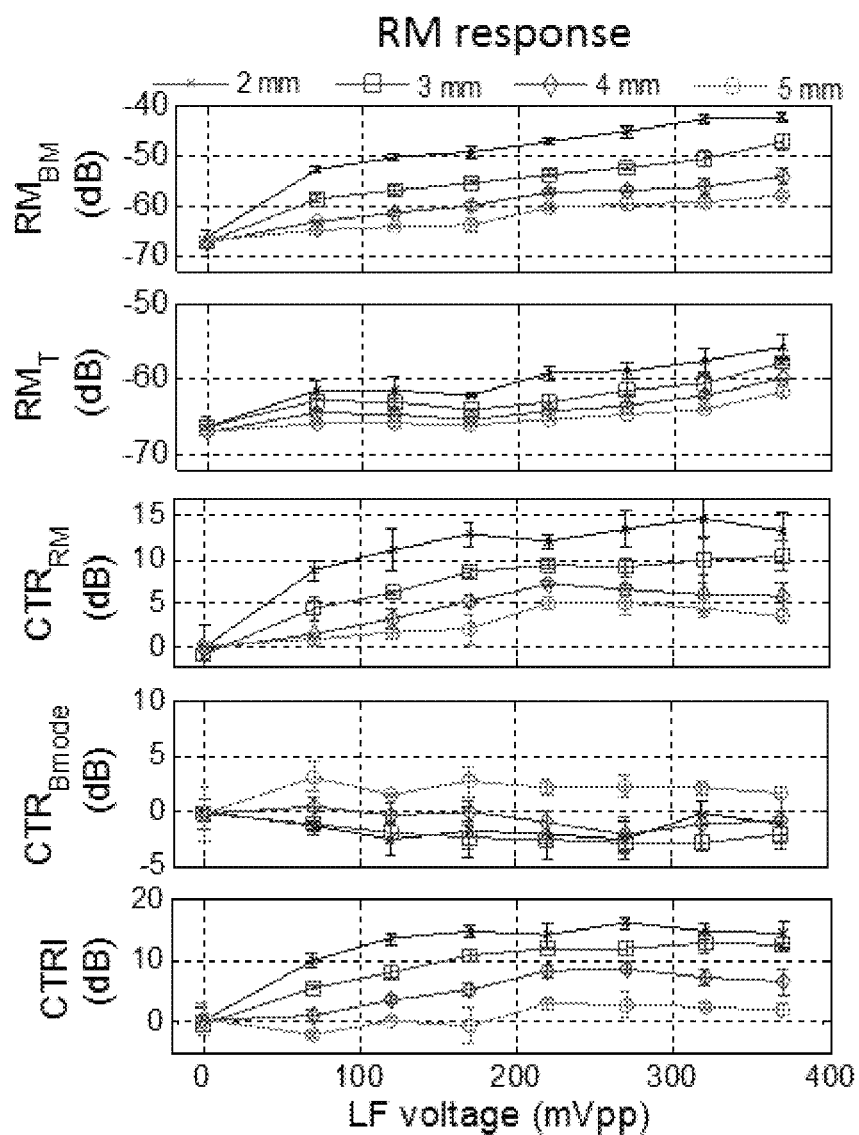 RM response
2 mm 3 mm 4 mm 5 mm
RM_BM (dB)
-40
-50
-60
-70
RM_T (dB)
-50
-60
-70
CTR_RM (dB)
15
10
5
0
CTR_Bmode (dB)
10
5
0
-5
CTRI (dB)
20
10
0
0 100 200 300 400
LF voltage (mVpp)